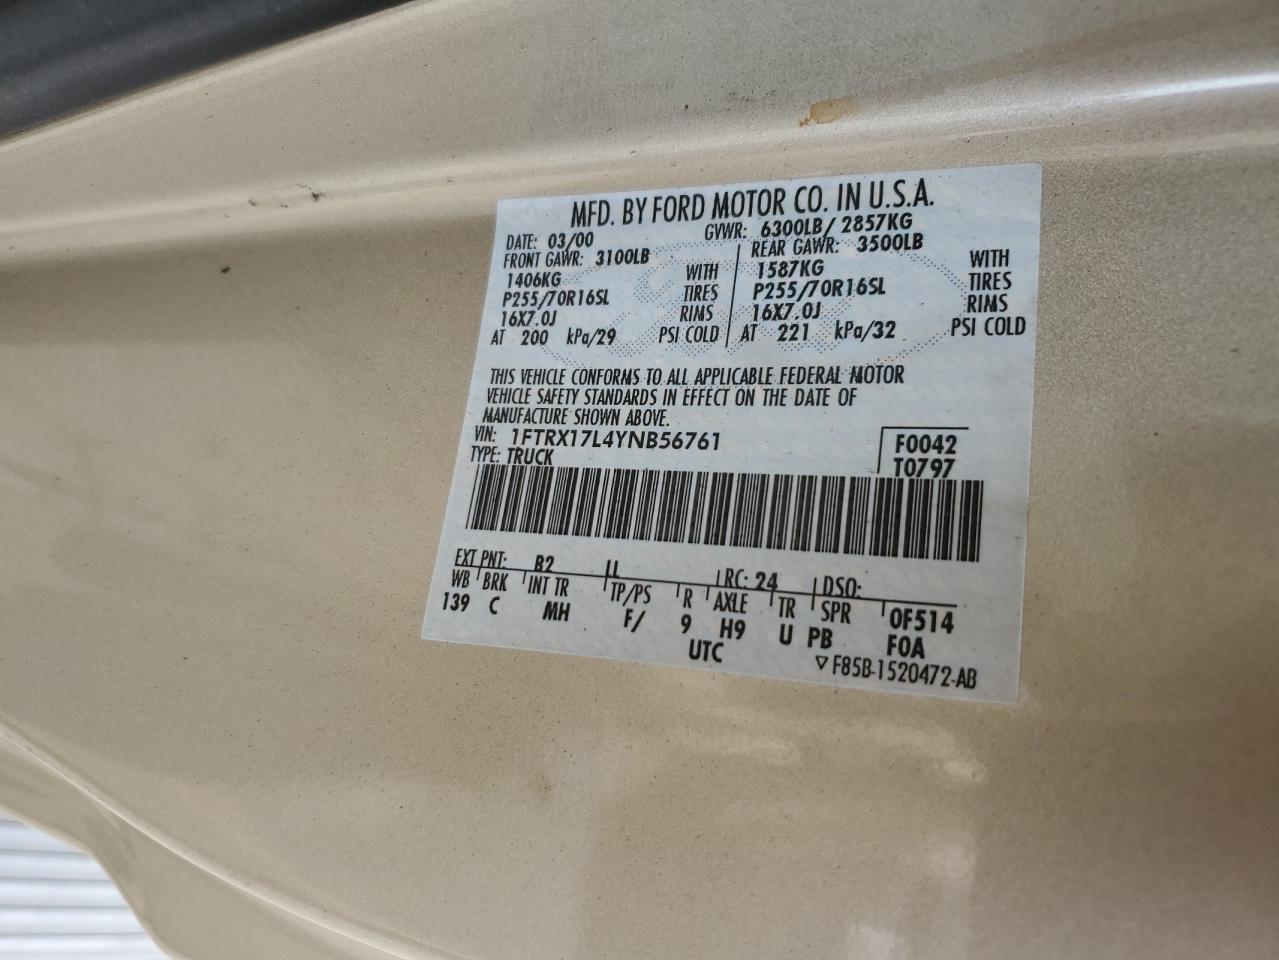 MFD. BY FORD MOTOR CO. IN U.S.A.
DATE: 03/00 GVWR: 6300LB/ 2857KG
FRONT GAWR: 3100LB REAR GAWR: 3500LB
1406KG WITH 1587KG WITH
P255/70R16SL TIRES P255/70R16SL TIRES
16X7.0J RIMS 16X7.0J RIMS
AT 200 kPa/29 PSI COLD AT 221 kPa/32 PSI COLD
THIS VEHICLE CONFORMS TO ALL APPLICABLE FEDERAL MOTOR
VEHICLE SAFETY STANDARDS IN EFFECT ON THE DATE OF
MANUFACTURE SHOWN ABOVE.
VIN: 1FTRX17L4YNB56761 F0042
TYPE: TRUCK T0797
EXT PNT: B2 LL RC: 24 DSO:
WB BRK INT TR TP/PS R AXLE TR SPR 0F514
139 C MH F/ 9 H9 U PB F0A
UTC
▽ F85B-1520472-AB